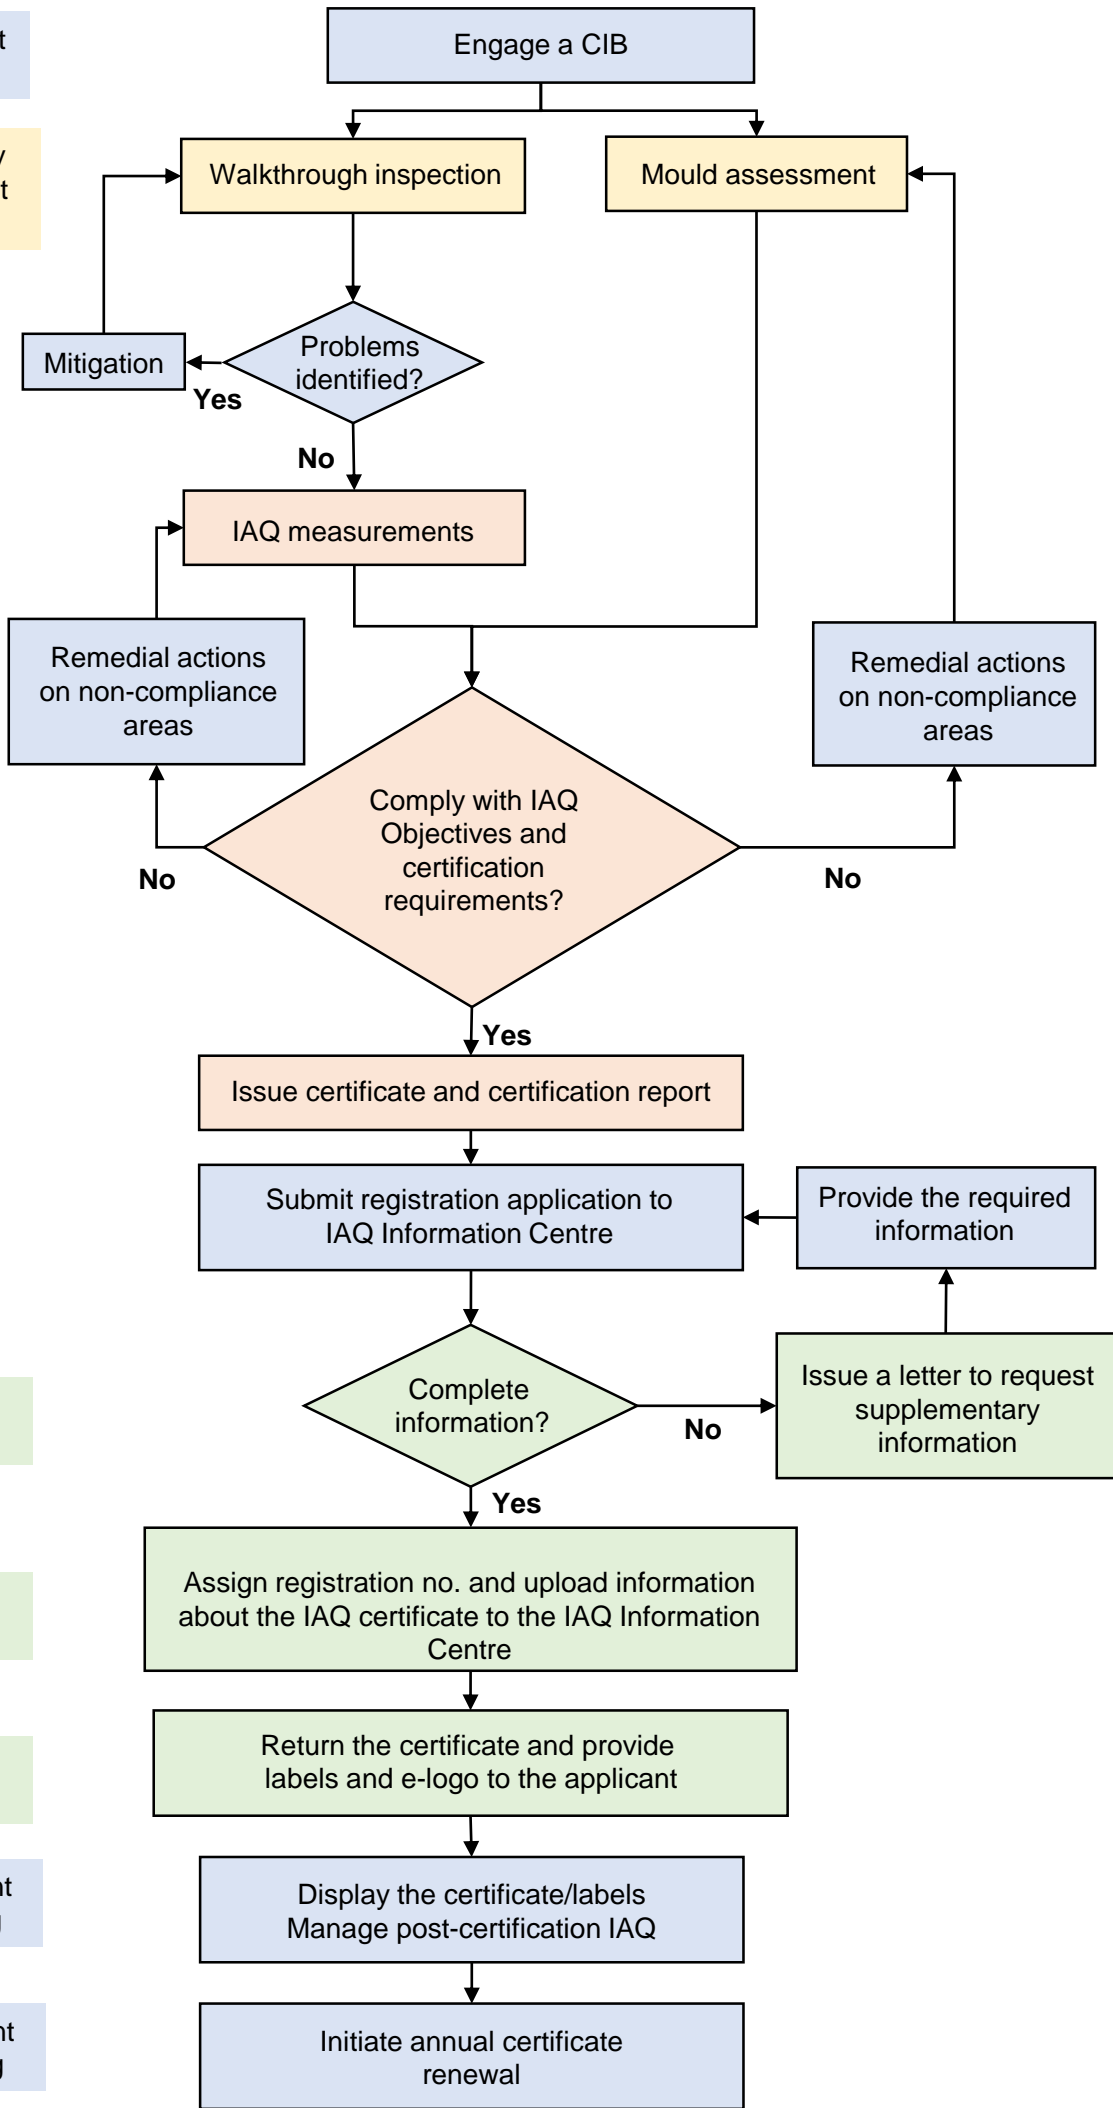 Engage a CIB
Walkthrough inspection
Mould assessment
Problems
identified?
Mitigation
Yes
No
IAQ measurements
Remedial actions
on non-compliance
areas
Remedial actions
on non-compliance
areas
Comply with IAQ
Objectives and
certification
requirements?
No
No
Yes
Issue certificate and certification report
Submit registration application to
IAQ Information Centre
Provide the required
information
Complete
information?
No
Issue a letter to request
supplementary
information
Yes
Assign registration no. and upload information
about the IAQ certificate to the IAQ Information
Centre
Return the certificate and provide
labels and e-logo to the applicant
Display the certificate/labels
Manage post-certification IAQ
Initiate annual certificate
renewal